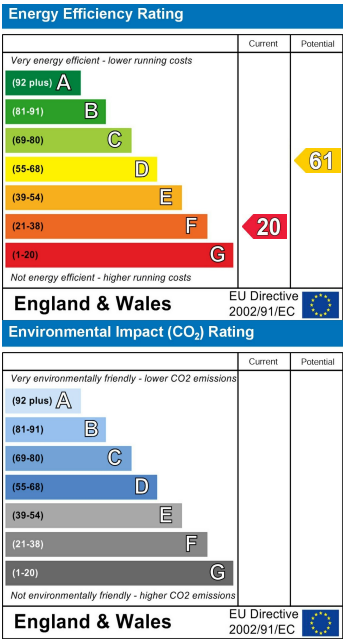 Energy Efficiency Rating
Current Potential
Very energy efficient - lower running costs
(92 plus) A
(81-91) B
(69-80) C
(55-68) D
61
(39-54) E
(21-38) F
20
(1-20) G
Not energy efficient - higher running costs
England & Wales
EU Directive
2002/91/EC
Environmental Impact (CO₂) Rating
Current Potential
Very environmentally friendly - lower CO2 emissions
(92 plus) A
(81-91) B
(69-80) C
(55-68) D
(39-54) E
(21-38) F
(1-20) G
Not environmentally friendly - higher CO2 emissions
England & Wales
EU Directive
2002/91/EC